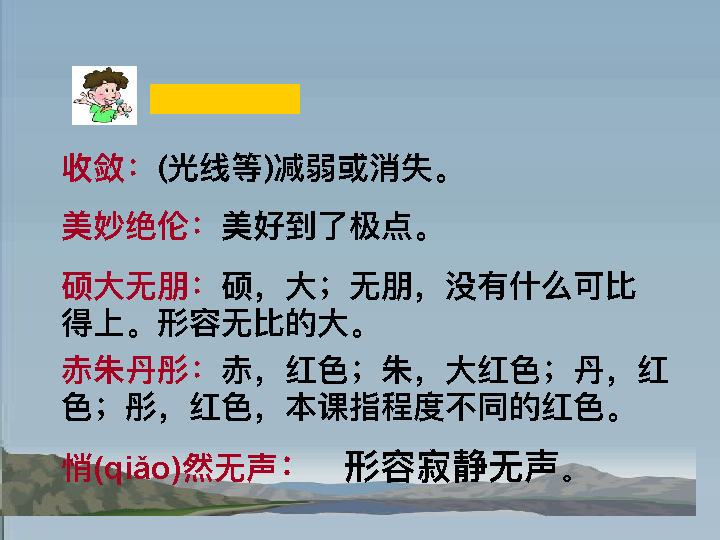 收敛：(光线等)减弱或消失。
美妙绝伦：美好到了极点。
硕大无朋：硕，大；无朋，没有什么可比
得上。形容无比的大。
赤朱丹彤：赤，红色；朱，大红色；丹，红
色；彤，红色，本课指程度不同的红色。
悄(qiǎo)然无声： 形容寂静无声。